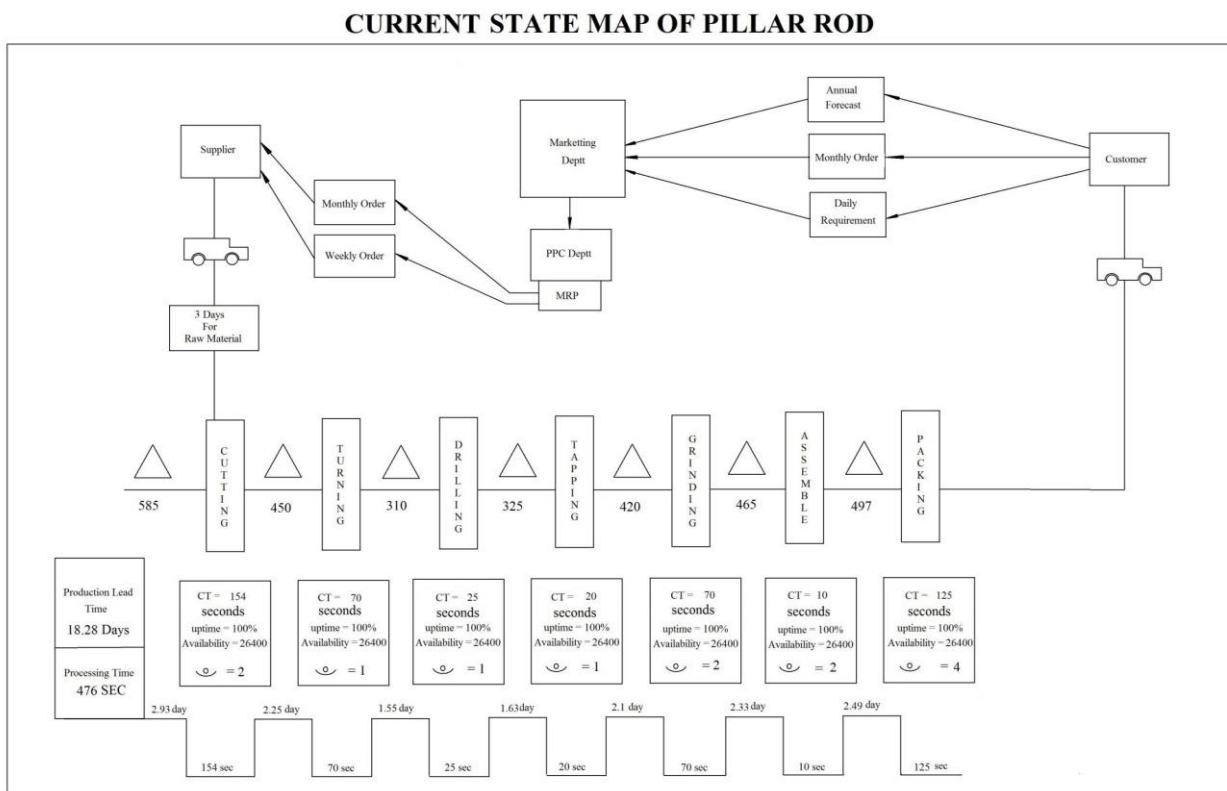 CURRENT STATE MAP OF PILLAR ROD
Supplier
Monthly Order
Weekly Order
Marketting
Deptt
PPC Deptt
MRP
Annual
Forecast
Monthly Order
Daily
Requirement
Customer
3 Days
For
Raw Material
CUTTING
TURNING
DRILLING
TAPPING
GRINDING
ASSEMBLE
PACKING
585
450
310
325
420
465
497
Production Lead
Time
18.28 Days
Processing Time
476 SEC
CT = 154
seconds
uptime = 100%
Availability = 26400
= 2
CT = 70
seconds
uptime = 100%
Availability = 26400
= 1
CT = 25
seconds
uptime = 100%
Availability = 26400
= 1
CT = 20
seconds
uptime = 100%
Availability = 26400
= 1
CT = 70
seconds
uptime = 100%
Availability = 26400
= 2
CT = 10
seconds
uptime = 100%
Availability = 26400
= 2
CT = 125
seconds
uptime = 100%
Availability = 26400
= 4
2.93 day
2.25 day
1.55 day
1.63day
2.1 day
2.33 day
2.49 day
154 sec
70 sec
25 sec
20 sec
70 sec
10 sec
125 sec